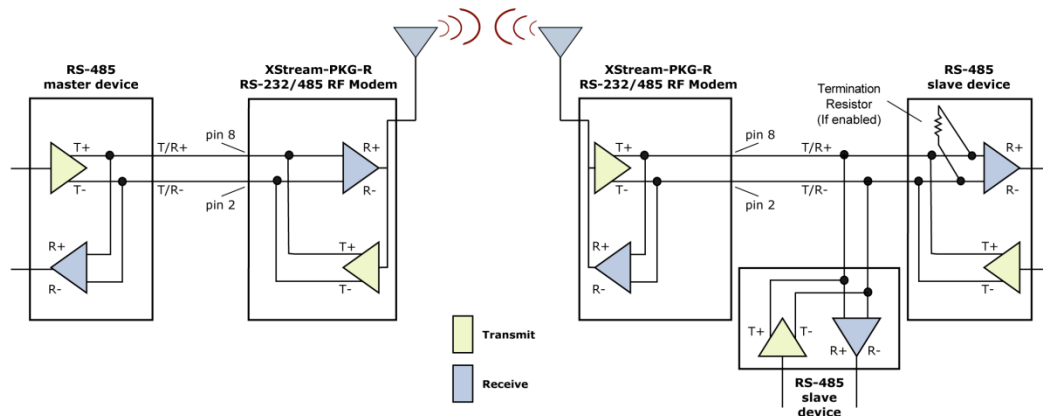 RS-485
master device
XStream-PKG-R
RS-232/485 RF Modem
XStream-PKG-R
RS-232/485 RF Modem
RS-485
slave device
Termination
Resistor
(If enabled)
pin 8
pin 8
T+
T/R+
R+
T+
T/R+
R+
T-
T/R-
R-
T-
T/R-
R-
pin 2
pin 2
R+
T+
R+
T+
R-
T-
R-
T-
T+
T-
R+
R-
Transmit
Receive
RS-485
slave
device